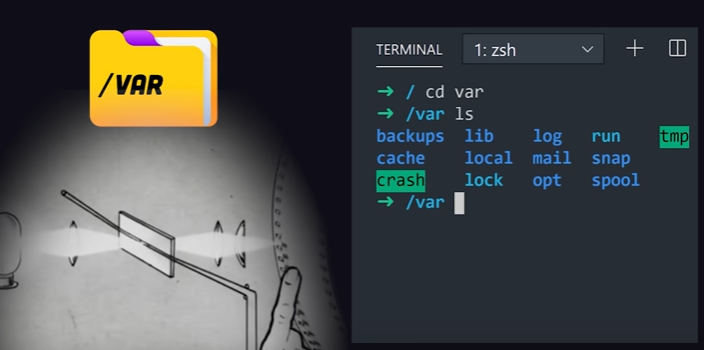 /VAR
TERMINAL 1: zsh
→ / cd var
→ /var ls
backups lib log run tmp
cache local mail snap
crash lock opt spool
→ /var